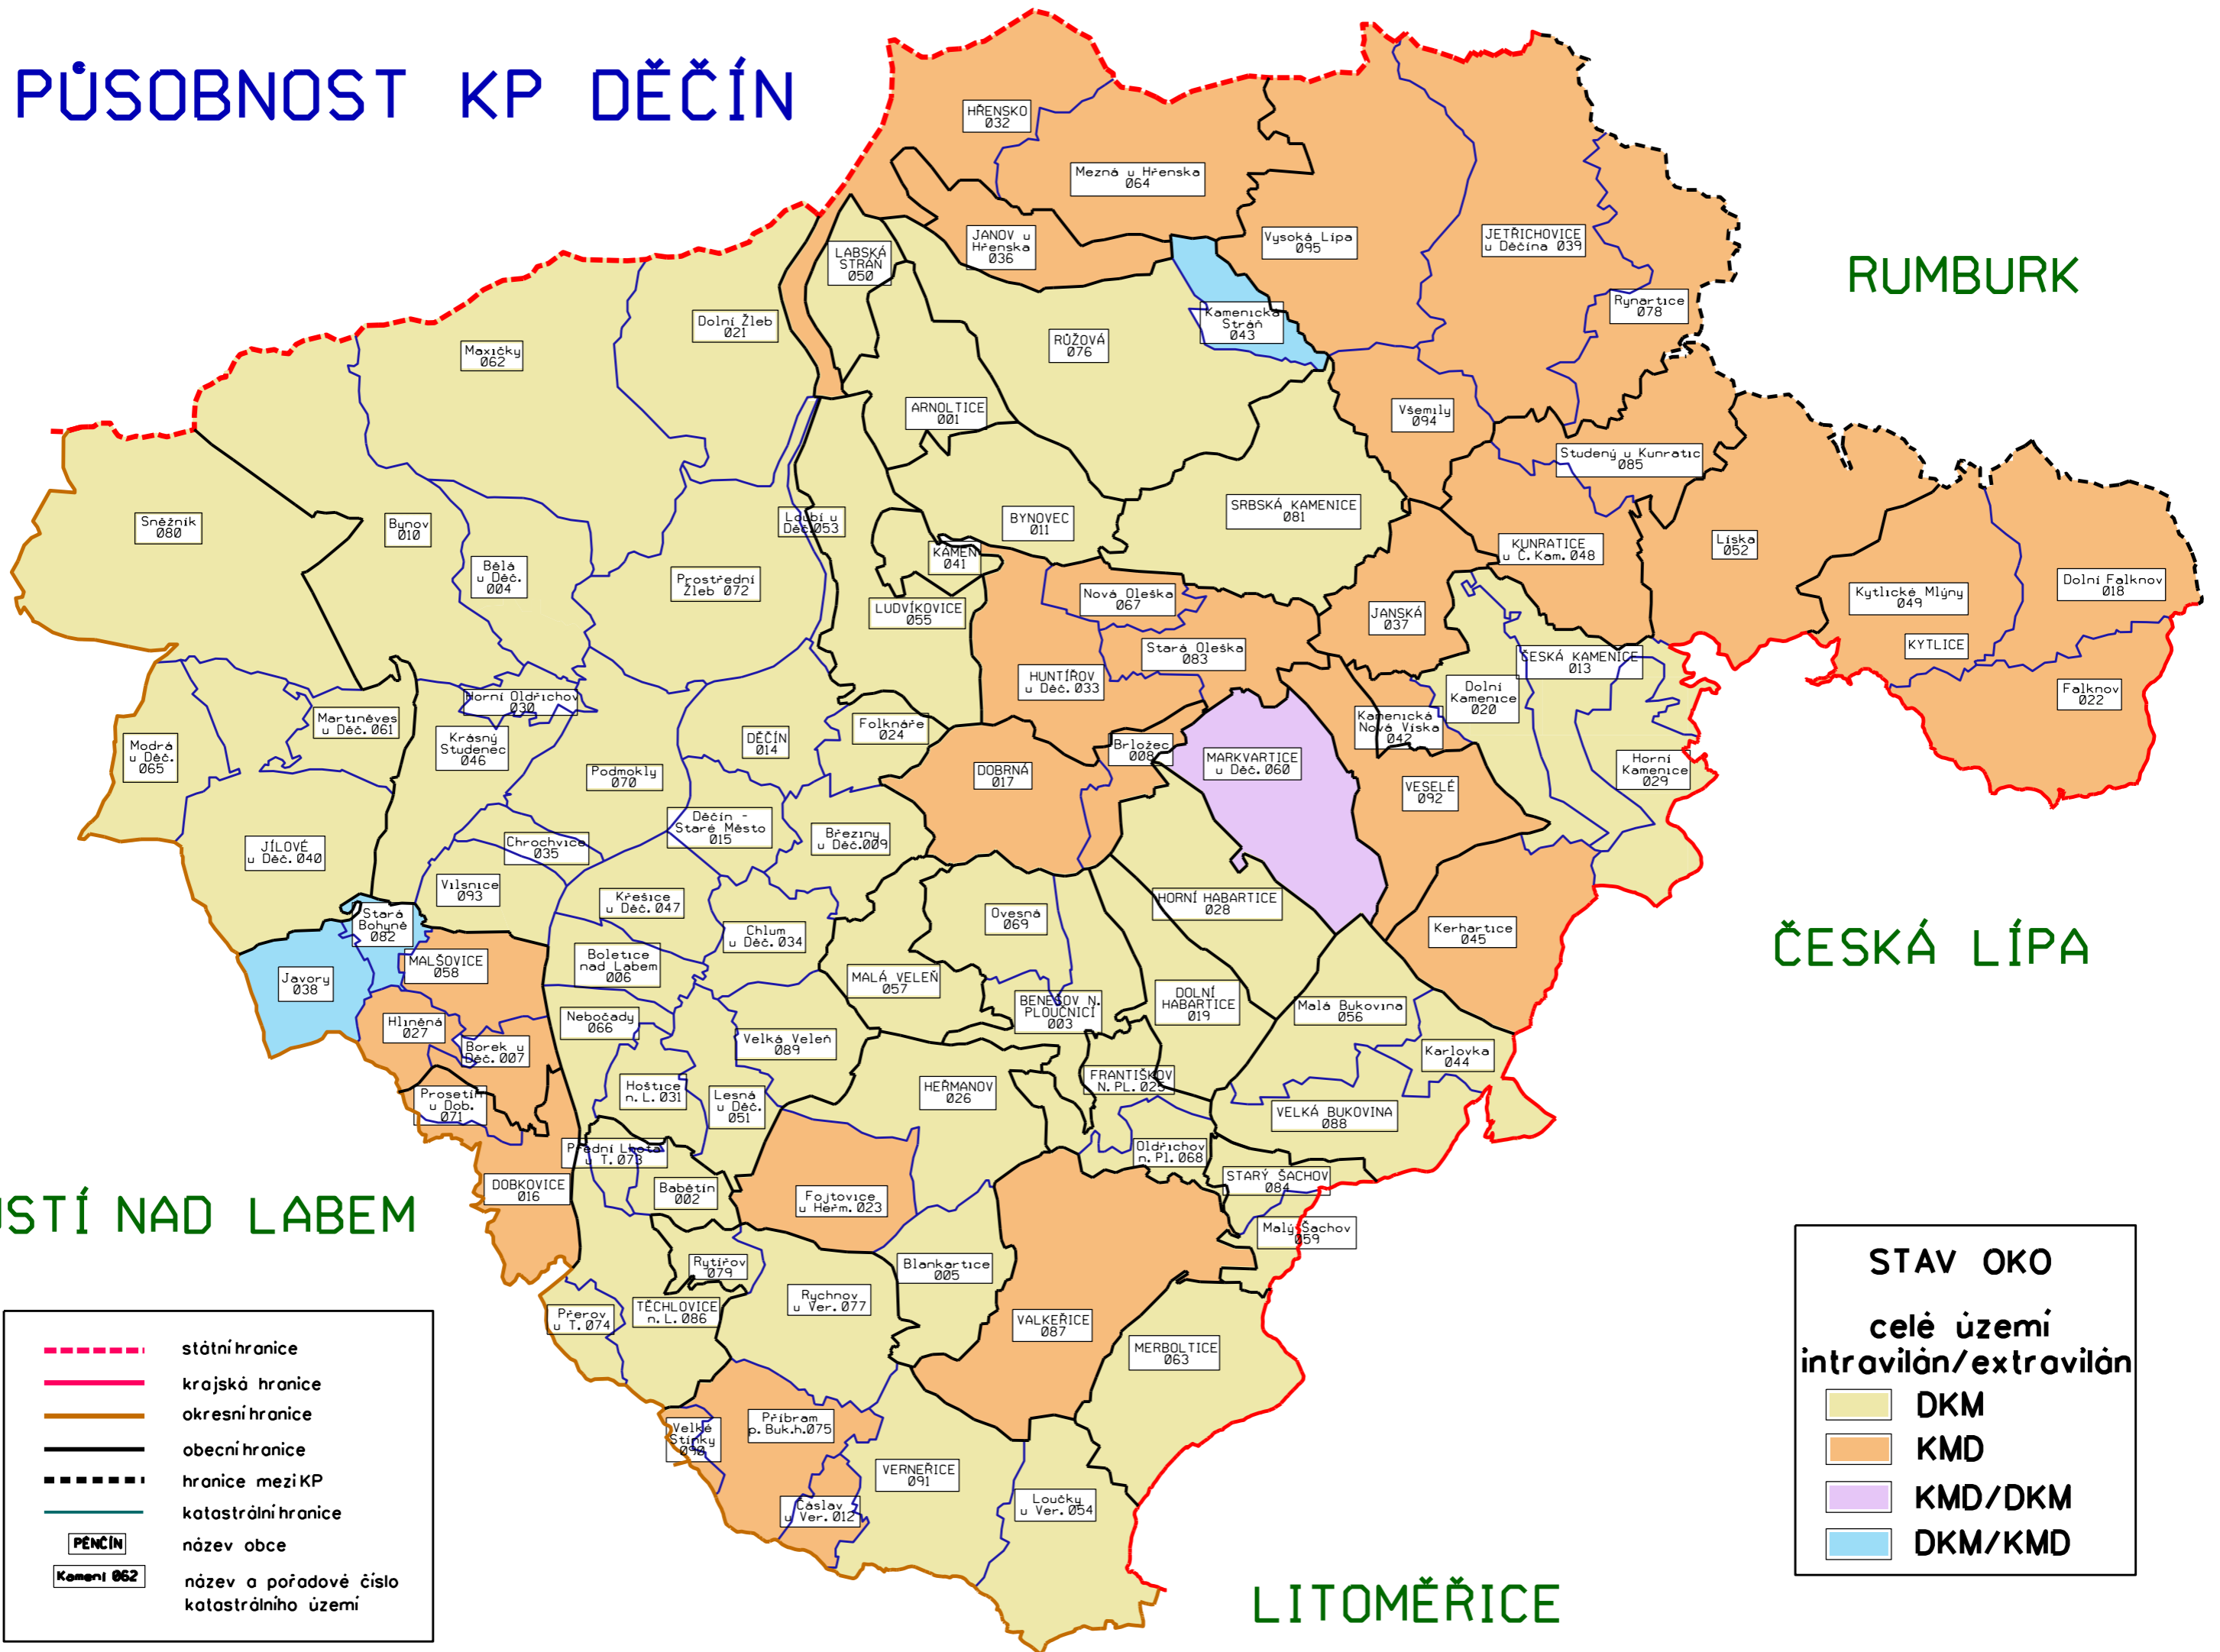 PŮSOBNOST KP DĚČÍN
RUMBURK
ČESKÁ LÍPA
LITOMĚŘICE
NAD LABEM
HŘENSKO
032
Mezná u Hřenska
064
JANOV u
Hřenska
036
Vysoká Lípa
095
JETŘICHOVICE
u Děčína 039
Rynartice
078
LABSKÁ
STRÁŇ
050
Kamenická
Stráň
043
Dolní Žleb
021
Maxičky
062
RŮŽOVÁ
076
ARNOLTICE
001
Všemily
094
Studený u Kunratic
085
Sněžník
080
Bynov
010
Loubí u
Děč. 053
BYNOVEC
011
SRBSKÁ KAMENICE
081
KUNRATICE
u Č. Kam. 048
Líska
052
Bělá
u Děč.
004
Prostřední
Žleb 072
KÁMEN
041
LUDVÍKOVICE
055
Nová Oleška
067
JANSKÁ
037
Kytlické Mlýny
049
Dolní Falknov
018
KYTLICE
Falknov
022
Stará Oleška
083
HUNTÍŘOV
u Děč. 033
ČESKÁ KAMENICE
013
Dolní
Kamenice
020
Horní Oldřichov
030
Martiněves
u Děč. 061
Krásný
Studenec
046
Modrá
u Děč.
065
DĚČÍN
014
Folknáře
024
Kamenická
Nová Víska
042
Brložec
008
MARKVARTICE
u Děč. 060
Horní
Kamenice
029
Podmokly
070
DOBRNÁ
017
VESELÉ
092
Děčín -
Staré Město
015
Březiny
u Děč. 009
JÍLOVÉ
u Děč. 040
Chrochvice
035
Vilsnice
093
Křešice
u Děč. 047
HORNÍ HABARTICE
028
Stará
Bohyně
082
Ovesná
069
Chlum
u Děč. 034
Kerhartice
045
MALŠOVICE
058
Boletice
nad Labem
006
MALÁ VELEŇ
057
Javory
038
BENEŠOV N.
PLOUČNICÍ
003
DOLNÍ
HABARTICE
019
Malá Bukovina
056
Hliněná
027
Nebočady
066
Velká Veleň
089
Borek u
Děč. 007
Karlovka
044
Prosetín
u Dob.
071
Hoštice
n. L. 031
Lesná
u Děč.
051
HEŘMANOV
026
FRANTIŠKOV
N. PL. 025
VELKÁ BUKOVINA
088
Přední Lhota
u T. 073
Oldřichov
n. Pl. 068
DOBKOVICE
016
Babětín
002
Fojtovice
u Heřm. 023
STARÝ ŠACHOV
084
Malý Šachov
059
Rytířov
079
Blankartice
005
Rychnov
u Ver. 077
Přerov
u T. 074
TĚCHLOVICE
n. L. 086
VALKEŘICE
087
MERBOLTICE
063
Velké
Stínky
090
Příbram
p. Buk.h. 075
VERNEŘICE
091
Čáslav
u Ver. 012
Loučky
u Ver. 054
státní hranice
krajská hranice
okresní hranice
obecní hranice
hranice mezi KP
katastrální hranice
PĚNČÍN
název obce
Kamení 062
název a pořadové číslo
katastrálního území
STAV OKO
celé území
intravilán/extravilán
DKM
KMD
KMD/DKM
DKM/KMD